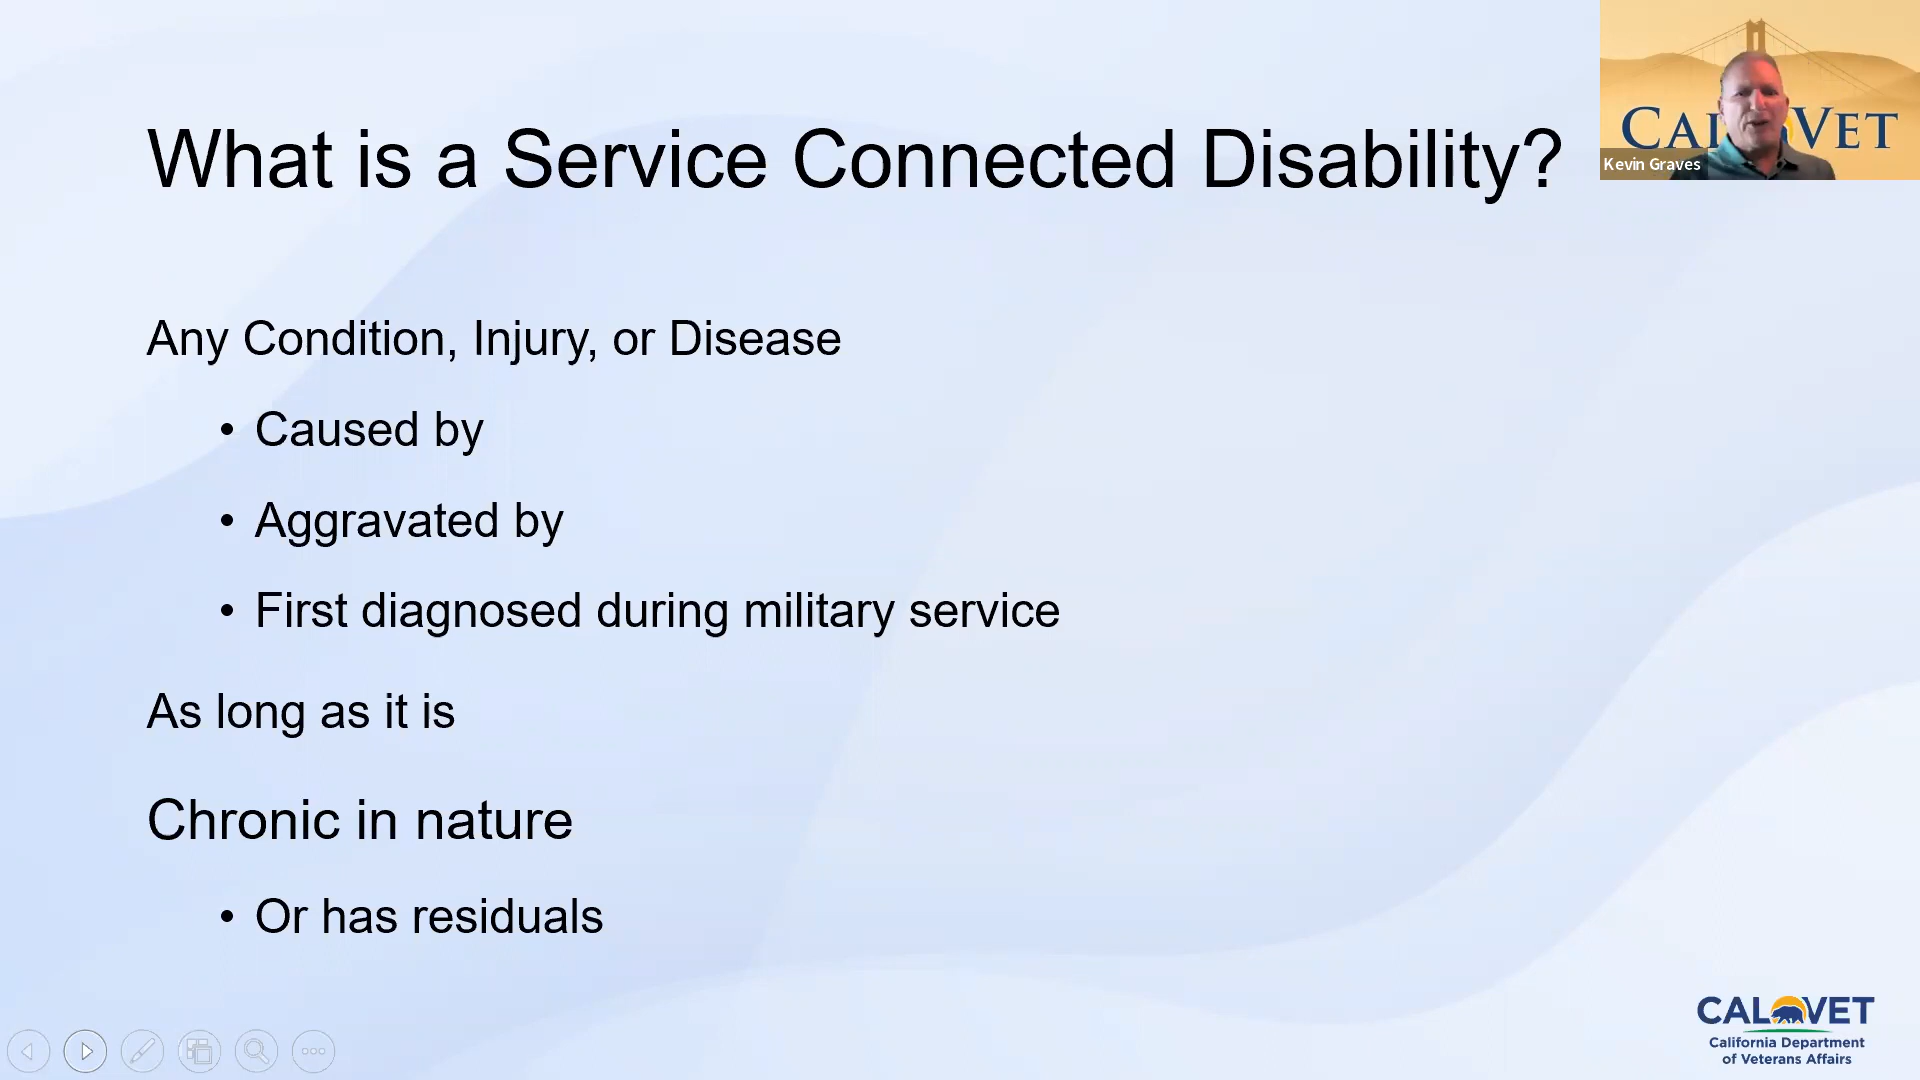 What is a Service Connected Disability?
Kevin Graves
Any Condition, Injury, or Disease
• Caused by
• Aggravated by
• First diagnosed during military service
As long as it is
Chronic in nature
• Or has residuals
CALVET
California Department
of Veterans Affairs